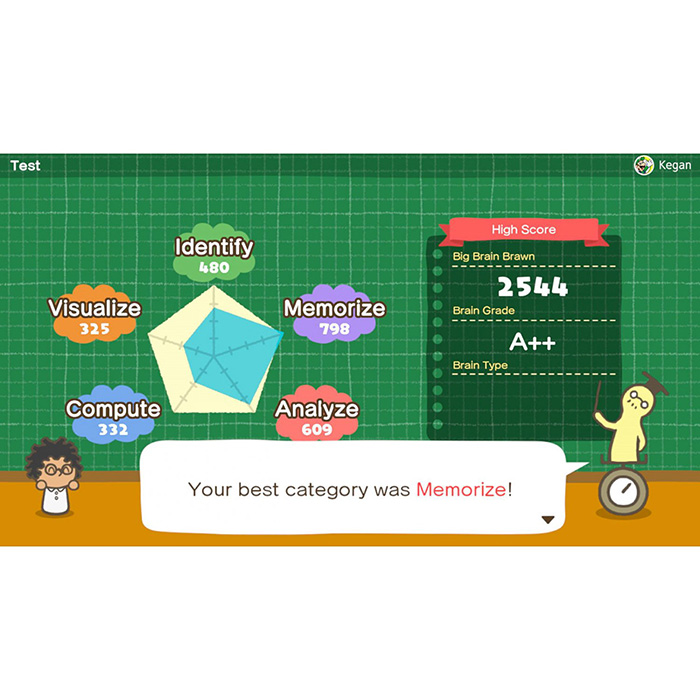 Test
Kegan
Identify
480
Visualize
325
Memorize
798
Compute
332
Analyze
609
High Score
Big Brain Brawn
2544
Brain Grade
A++
Brain Type
Your best category was Memorize!